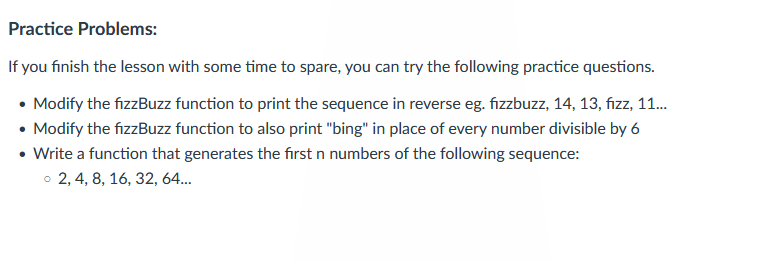 Practice Problems:
If you finish the lesson with some time to spare, you can try the following practice questions.
• Modify the fizzBuzz function to print the sequence in reverse eg. fizzbuzz, 14, 13, fizz, 11...
• Modify the fizzBuzz function to also print "bing" in place of every number divisible by 6
• Write a function that generates the first n numbers of the following sequence:
○ 2, 4, 8, 16, 32, 64...